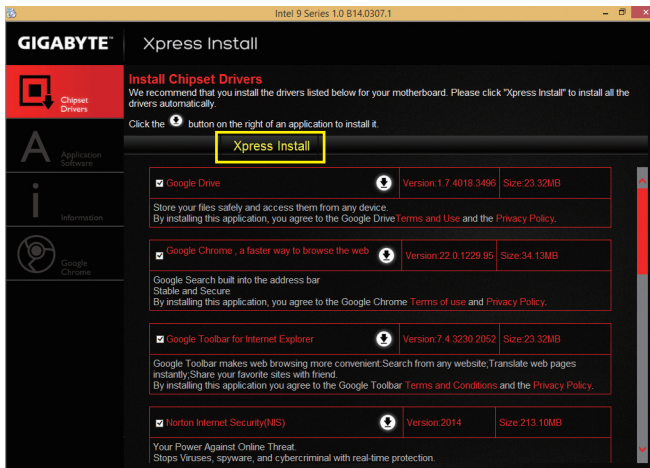 Intel 9 Series 1.0 B14.0307.1
GIGABYTE™
Xpress Install
Chipset
Drivers
Application
Software
Information
Google
Chrome
Install Chipset Drivers
We recommend that you install the drivers listed below for your motherboard. Please click "Xpress Install" to install all the
drivers automatically.
Click the button on the right of an application to install it.
Xpress Install
Google Drive Version:1.7.4018.3496 Size:23.32MB
Store your files safely and access them from any device.
By installing this application, you agree to the Google DriveTerms and Use and the Privacy Policy.
Google Chrome , a faster way to browse the web Version:22.0.1229.95 Size:34.13MB
Google Search built into the address bar
Stable and Secure
By installing this application, you agree to the Google Chrome Terms of use and Privacy Policy.
Google Toolbar for Internet Explorer Version:7.4.3230.2052 Size:23.32MB
Google Toolbar makes web browsing more convenient.Search from any website;Translate web pages
instantly;Share your favorite sites with friend.
By installing this application you agree to the Google Toolbar Terms and Conditions and the Privacy Policy.
Norton Internet Security(NIS) Version:2014 Size:213.10MB
Your Power Against Online Threat.
Stops Viruses, spyware, and cybercriminal with real-time protection.